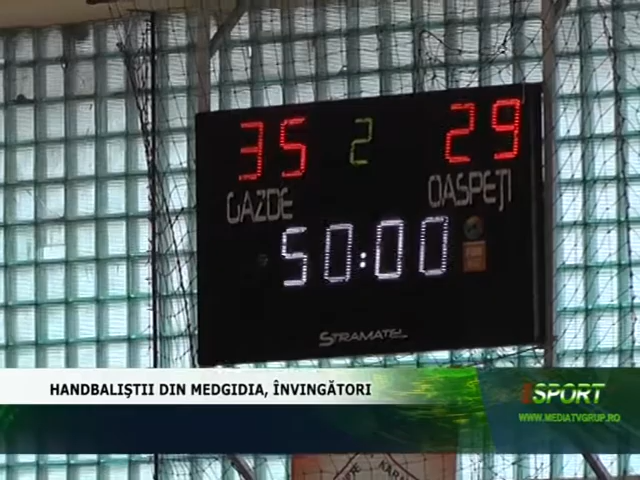 35 2 29
GAZDE OASPEȚI
50:00
STRAMATEL
HANDBALIȘTII DIN MEDGIDIA, ÎNVINGĂTORI
SPORT
WWW.MEDIATVGRUP.RO